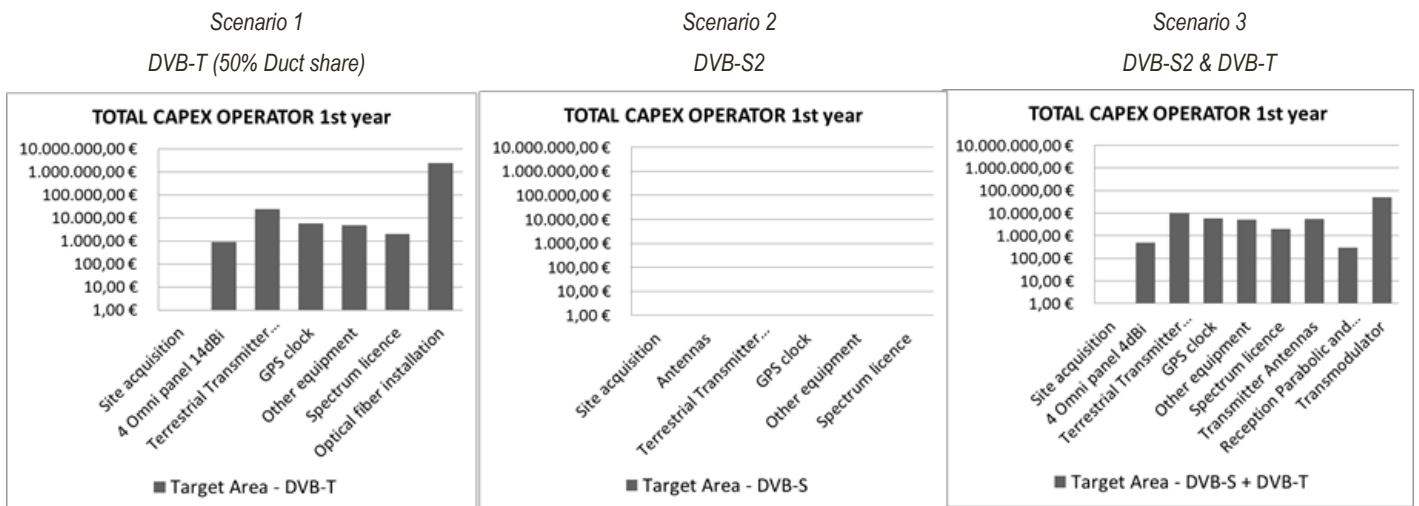 Scenario 1
DVB-T (50% Duct share)
TOTAL CAPEX OPERATOR 1st year
10.000.000,00 €
1.000.000,00 €
100.000,00 €
10.000,00 €
1.000,00 €
100,00 €
10,00 €
1,00 €
Site acquisition
4 Omni panel 14dBi
Terrestrial Transmitter...
GPS clock
Other equipment
Spectrum licence
Optical fiber installation
Target Area - DVB-T
Scenario 2
DVB-S2
TOTAL CAPEX OPERATOR 1st year
10.000.000,00 €
1.000.000,00 €
100.000,00 €
10.000,00 €
1.000,00 €
100,00 €
10,00 €
1,00 €
Site acquisition
Antennas
Terrestrial Transmitter...
GPS clock
Other equipment
Spectrum licence
Target Area - DVB-S
Scenario 3
DVB-S2 & DVB-T
TOTAL CAPEX OPERATOR 1st year
10.000.000,00 €
1.000.000,00 €
100.000,00 €
10.000,00 €
1.000,00 €
100,00 €
10,00 €
1,00 €
Site acquisition
4 Omni panel 4dBi
Terrestrial Transmitter...
GPS clock
Other equipment
Spectrum licence
Transmitter Antennas
Reception Parabolic and...
Transmodulator
Target Area - DVB-S + DVB-T